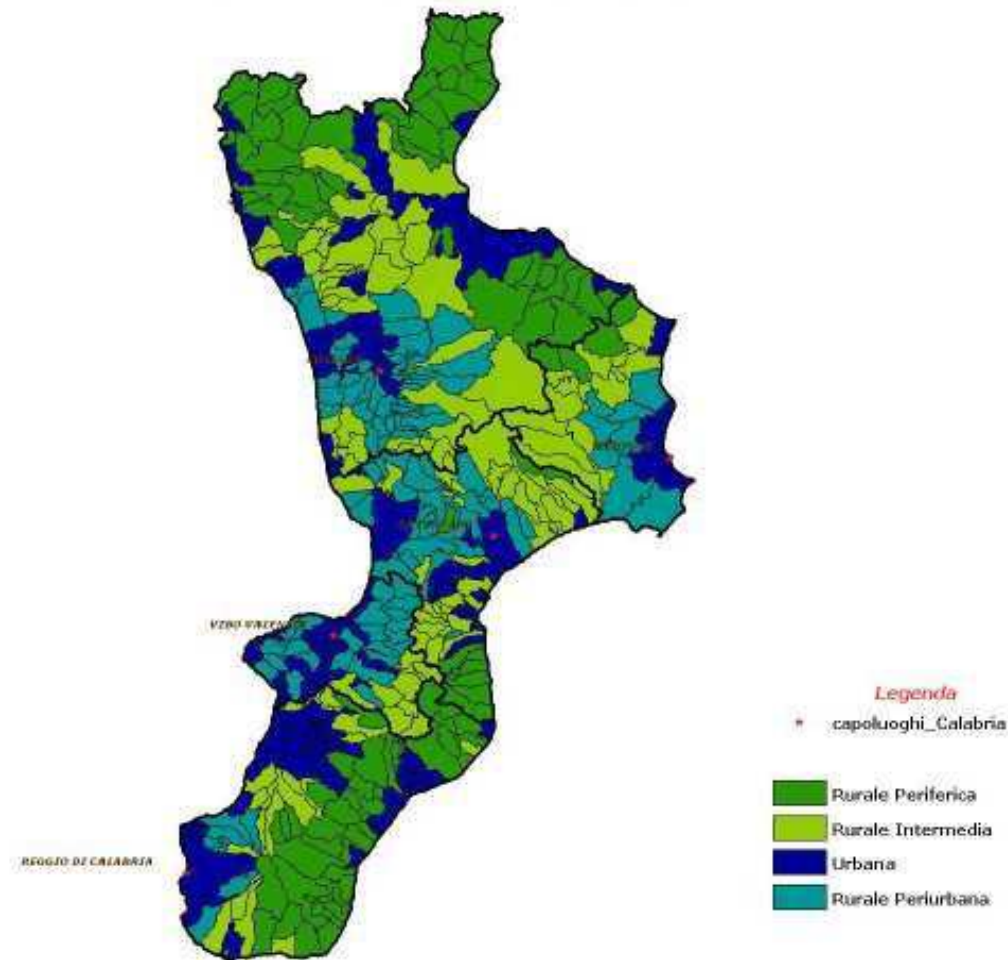 VIBO VALENTIA
REGGIO DI CALABRIA
Legenda
capoluoghi_Calabria
Rurale Periferica
Rurale Intermedia
Urbana
Rurale Periurbana